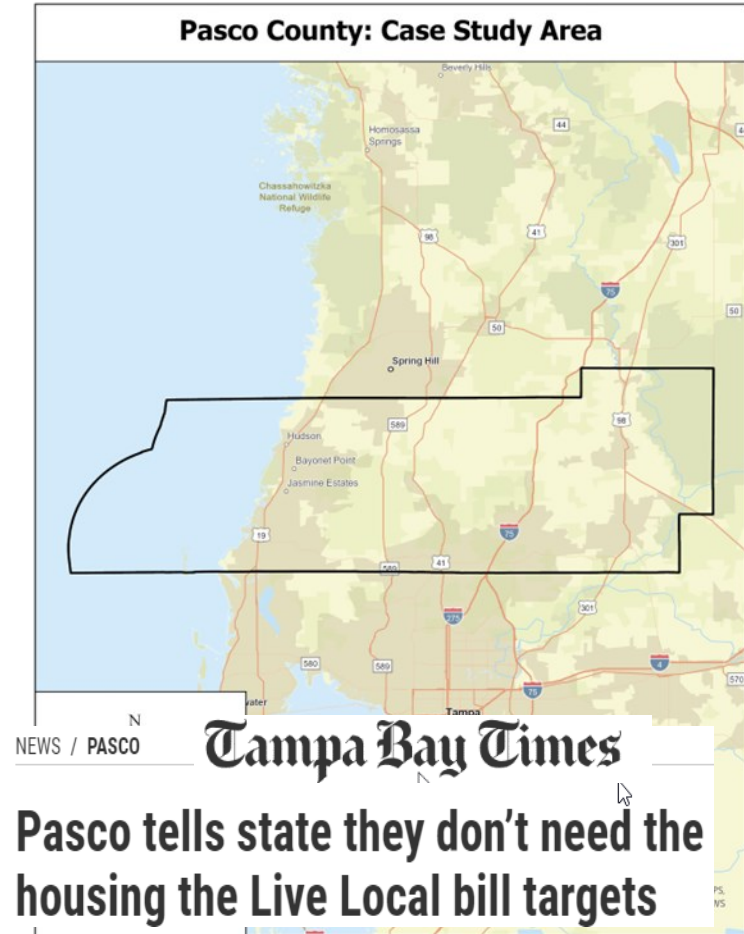 Pasco County: Case Study Area
Beverly Hills
44
Homosassa
Springs
Chassahowitzka
National Wildlife
Refuge
98
41
301
75
50
50
Spring Hill
589
98
Hudson
Bayonet Point
Jasmine Estates
19
75
589
41
301
275
580
589
4
75
570
water
Tampa
N
NEWS / PASCO
Tampa Bay Times
Pasco tells state they don’t need the
housing the Live Local bill targets